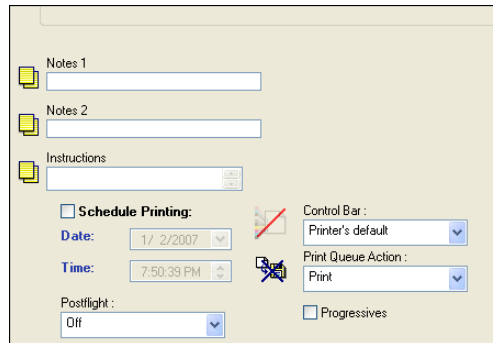 Notes 1
Notes 2
Instructions
Schedule Printing:
Control Bar :
Date:
1/ 2/2007
Printer's default
Print Queue Action :
Time:
7:50:39 PM
Print
Postflight :
Off
Progressives